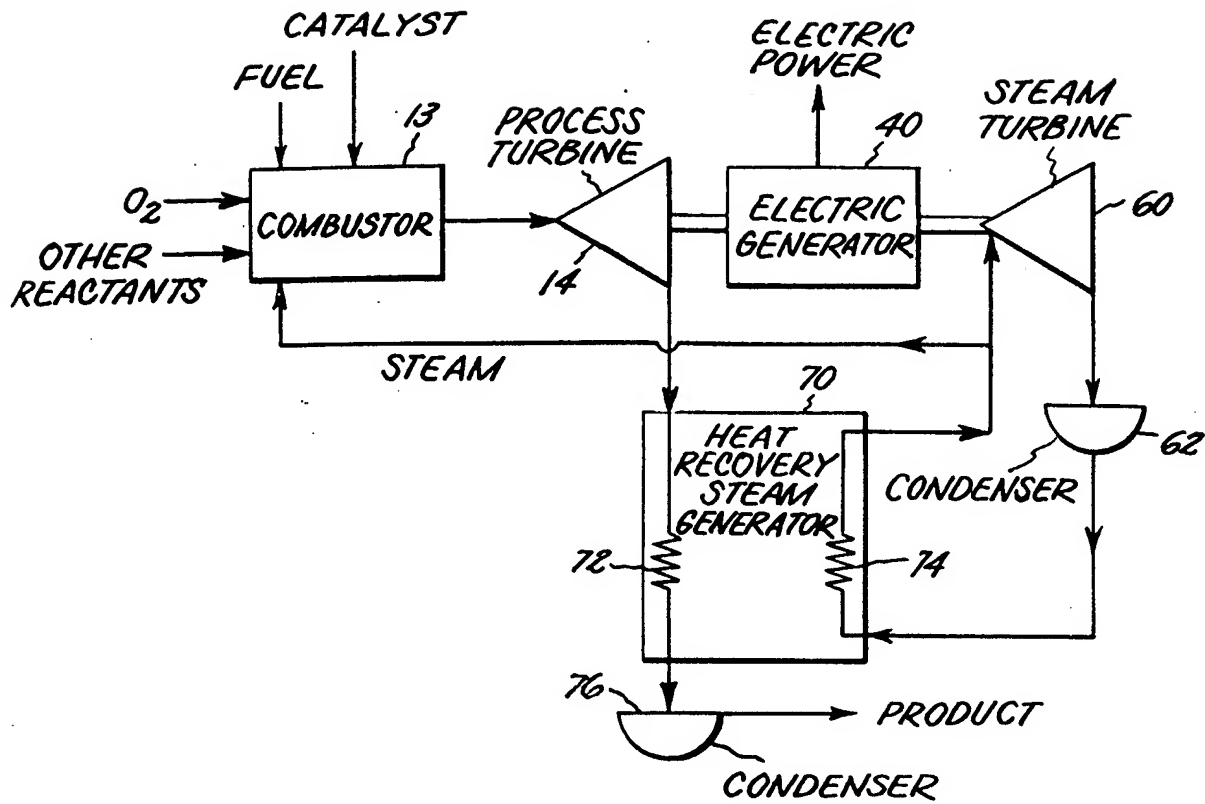 CATALYST
FUEL
13
O2
COMBUSTOR
OTHER
REACTANTS
PROCESS
TURBINE
14
ELECTRIC
POWER
40
ELECTRIC
GENERATOR
STEAM
TURBINE
60
STEAM
70
HEAT
RECOVERY
STEAM
GENERATOR
72
74
CONDENSER
62
76
PRODUCT
CONDENSER